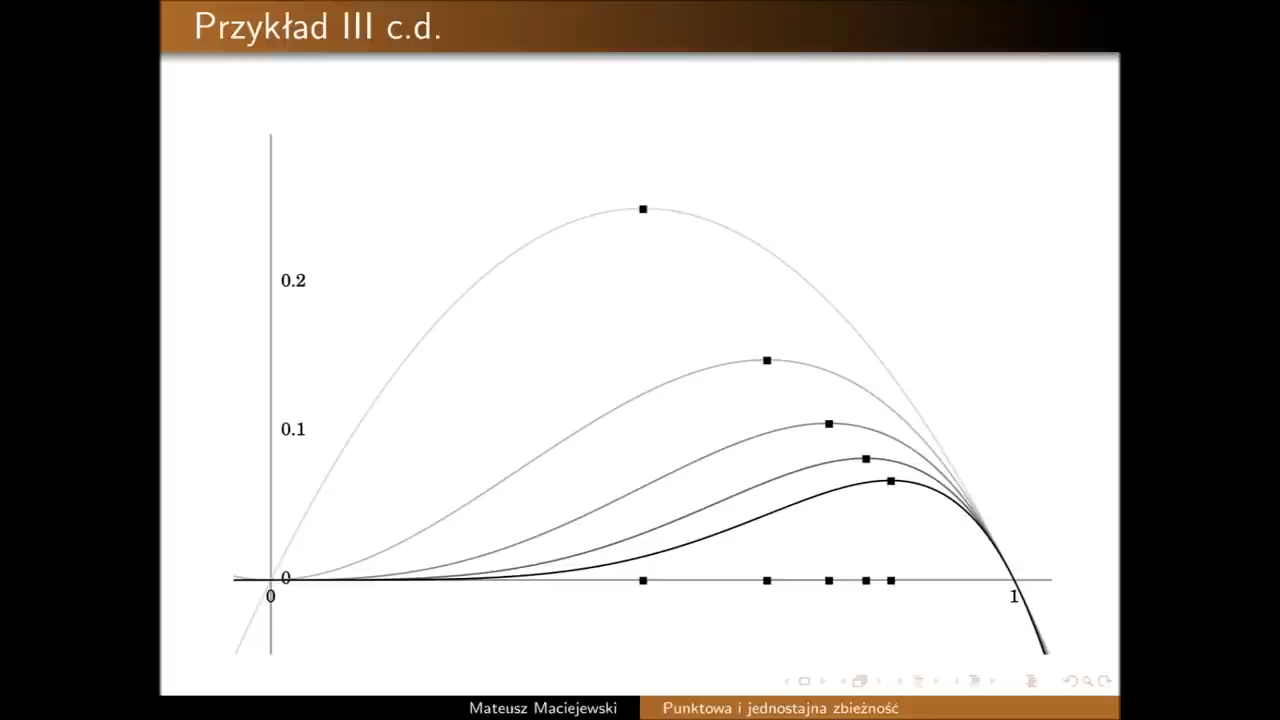 Przykład III c.d.
0.2
0.1
0
0
1
Mateusz Maciejewski
Punktowa i jednostajna zbieżność